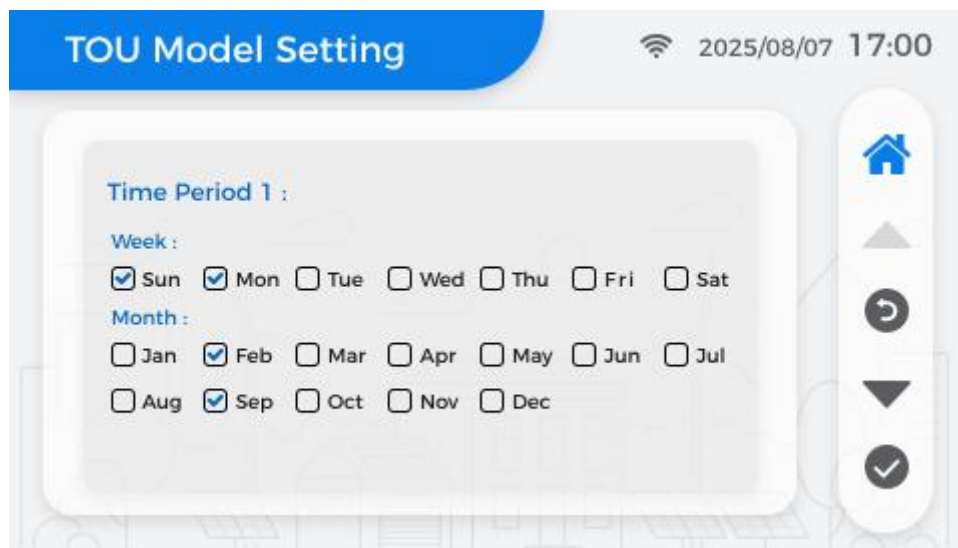 TOU Model Setting 2025/08/07 17:00
Time Period 1 :
Week :
Sun Mon Tue Wed Thu Fri Sat
Month :
Jan Feb Mar Apr May Jun Jul
Aug Sep Oct Nov Dec